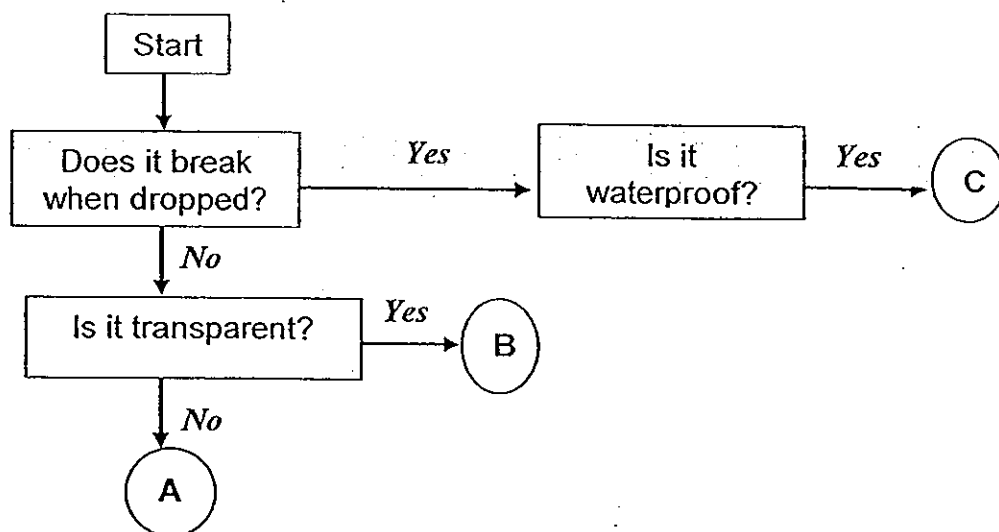 Start
Does it break
when dropped?
Yes
Is it
waterproof?
Yes
C
No
Is it transparent?
Yes
B
No
A